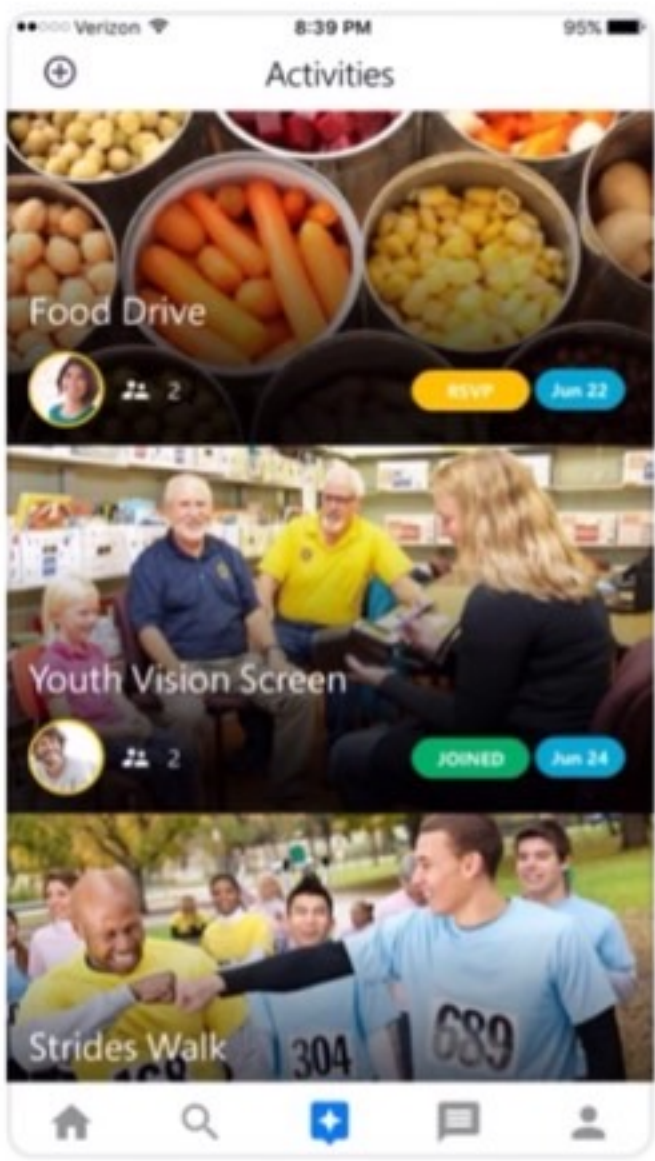 Verizon 8:39 PM 95%
Activities
Food Drive
2 RSVP Jun 22
Youth Vision Screen
2 JOINED Jun 24
689
304
Strides Walk
168